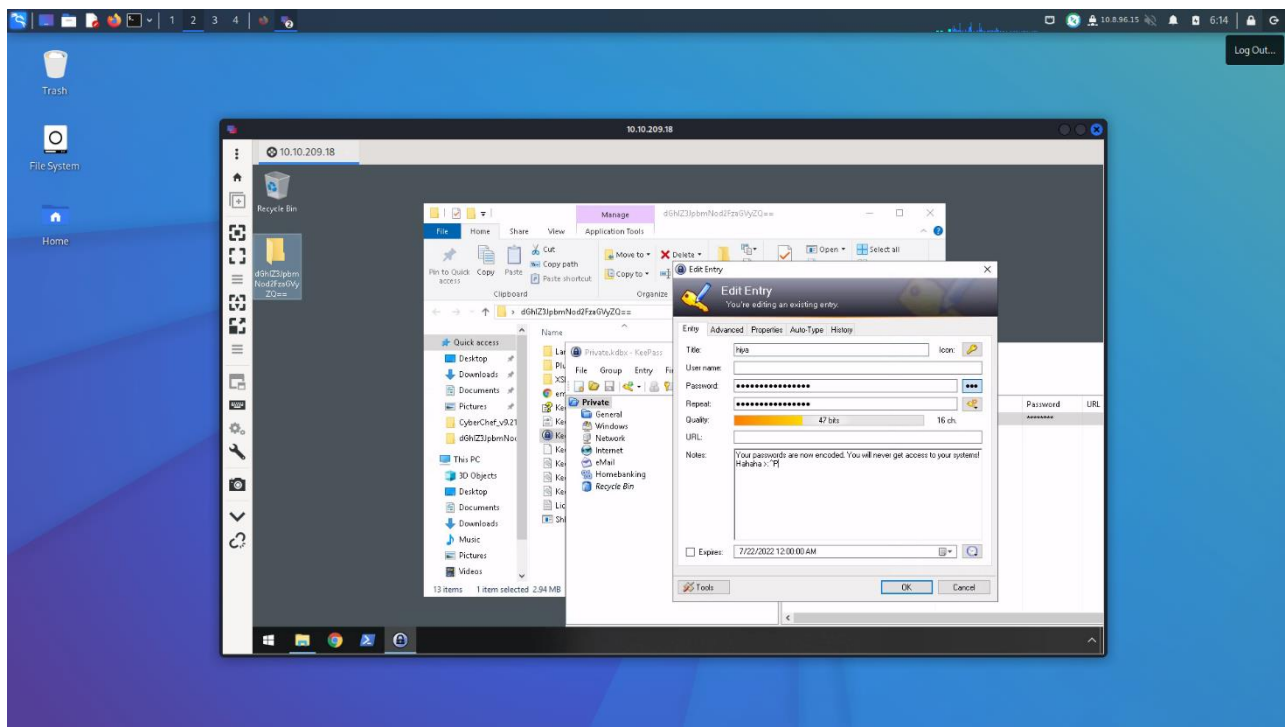 1 2 3 4
10.8.96.15
6:14
Log Out...
Trash
File System
Home
10.10.209.18
10.10.209.18
Recycle Bin
Manage
File Home Share View Application Tools
Pin to Quick access
Copy
Paste
Cut
Copy path
Paste shortcut
Clipboard
Move to
Copy to
Delete
Organize
Open
Select all
Name
Quick access
Desktop
Downloads
Documents
Pictures
CyberChef_v9.21
This PC
3D Objects
Desktop
Documents
Downloads
Music
Pictures
Videos
13 items 1 item selected 2.94 MB
Private.kdbx - KeePass
File Group Entry
Private
General
Windows
Network
Internet
eMail
Homebanking
Recycle Bin
Password URL
********
Edit Entry
Edit Entry
You're editing an existing entry.
Entry Advanced Properties Auto-Type History
Title: hiya Icon:
User name:
Password:
Repeat:
Quality: 47 bits 16 ch.
URL:
Notes: Your passwords are now encoded. You will never get access to your systems!
Hahaha >:^P
Expires: 7/22/2022 12:00:00 AM
Tools OK Cancel